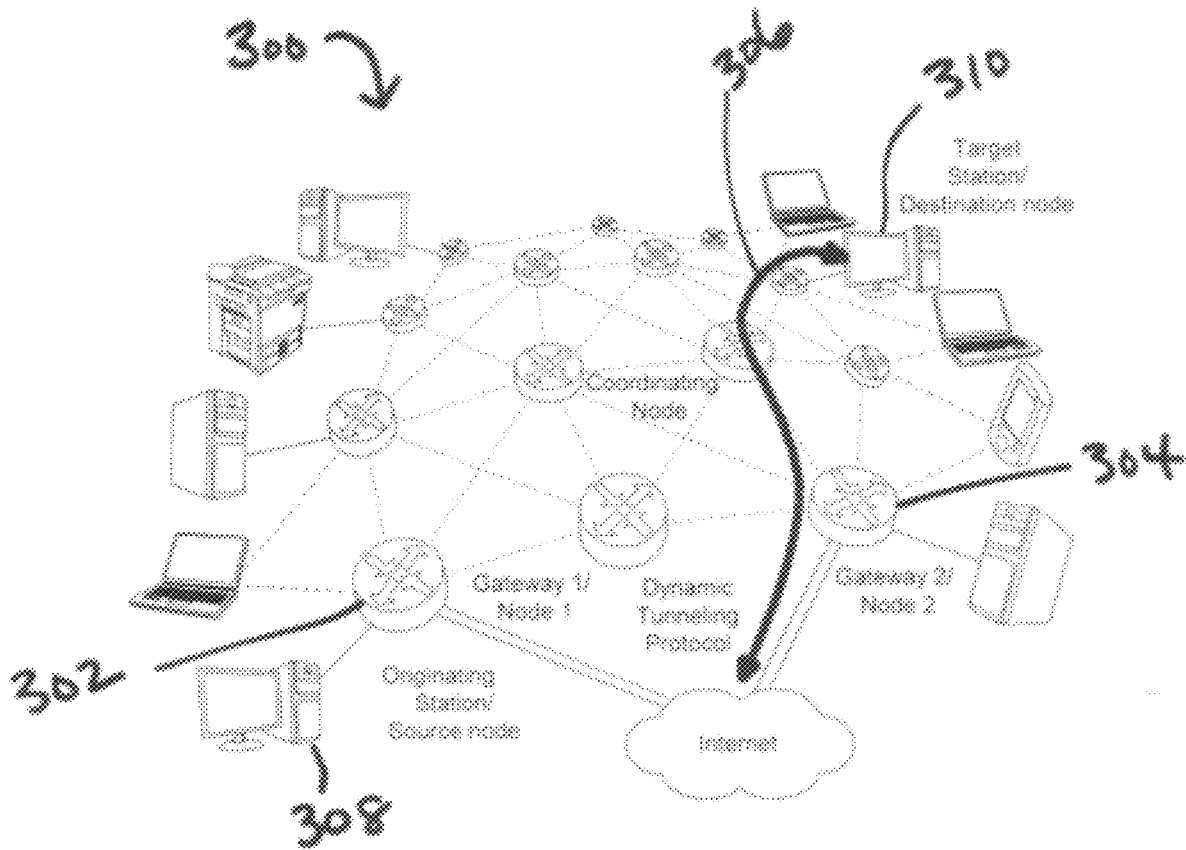 300
306
310
Target
Station/
Destination node
Coordinating
Node
304
Gateway 1/
Node 1
Dynamic
Tunneling
Protocol
Gateway 2/
Node 2
302
Originating
Station/
Source node
Internet
308